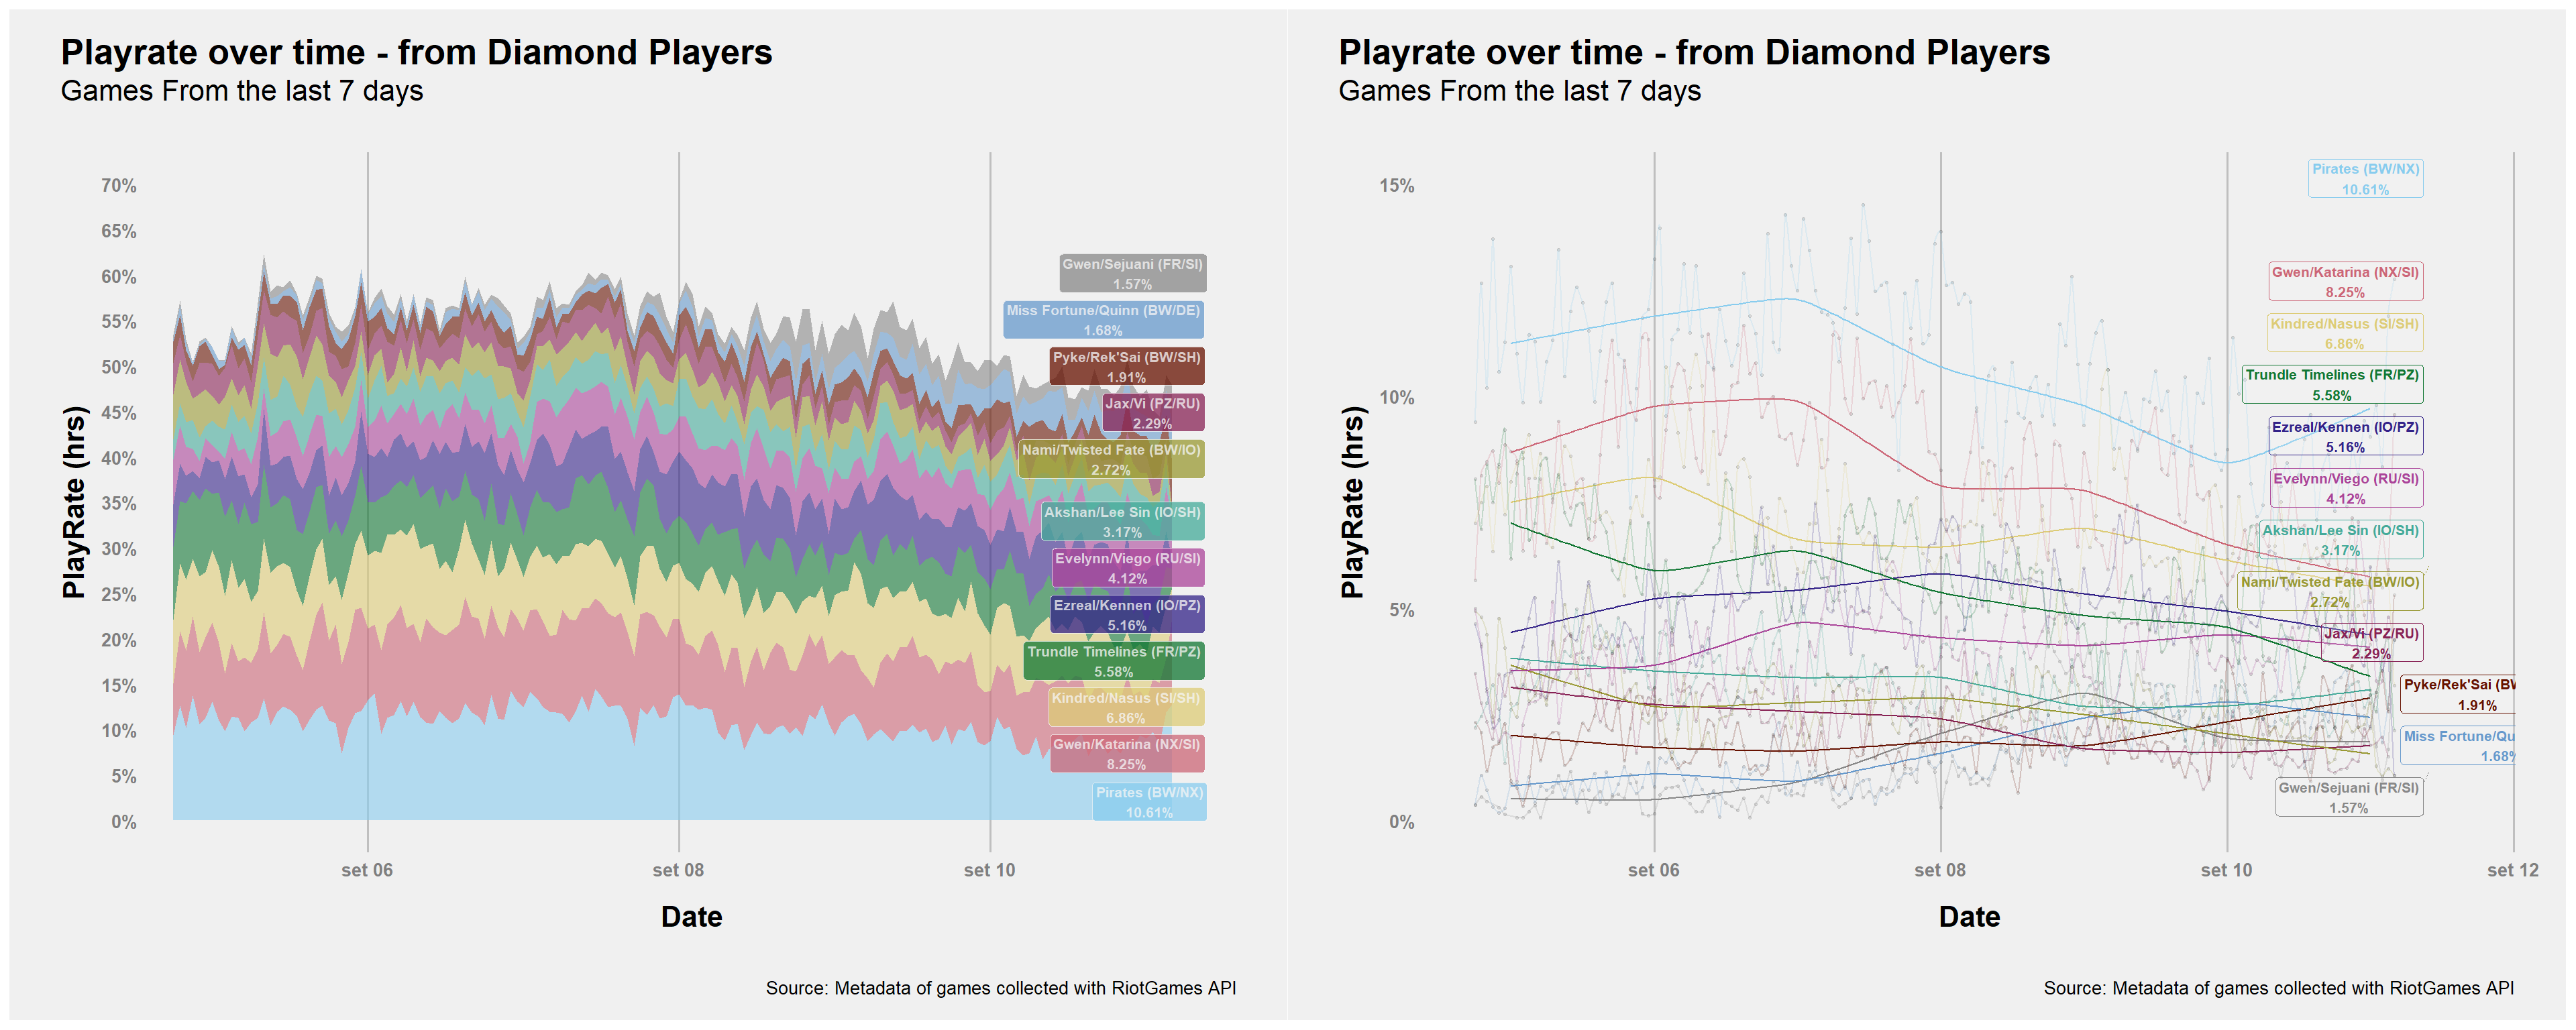 Playrate over time - from Diamond Players
Games From the last 7 days
PlayRate (hrs)
70%
65%
60%
55%
50%
45%
40%
35%
30%
25%
20%
15%
10%
5%
0%
Gwen/Sejuani (FR/SI)
1.57%
Miss Fortune/Quinn (BW/DE)
1.68%
Pyke/Rek'Sai (BW/SH)
1.91%
Jax/Vi (PZ/RU)
2.29%
Nami/Twisted Fate (BW/IO)
2.72%
Akshan/Lee Sin (IO/SH)
3.17%
Evelynn/Viego (RU/SI)
4.12%
Ezreal/Kennen (IO/PZ)
5.16%
Trundle Timelines (FR/PZ)
5.58%
Kindred/Nasus (SI/SH)
6.86%
Gwen/Katarina (NX/SI)
8.25%
Pirates (BW/NX)
10.61%
set 06
set 08
set 10
Date
Source: Metadata of games collected with RiotGames API
Playrate over time - from Diamond Players
Games From the last 7 days
PlayRate (hrs)
15%
10%
5%
0%
Pirates (BW/NX)
10.61%
Gwen/Katarina (NX/SI)
8.25%
Kindred/Nasus (SI/SH)
6.86%
Trundle Timelines (FR/PZ)
5.58%
Ezreal/Kennen (IO/PZ)
5.16%
Evelynn/Viego (RU/SI)
4.12%
Akshan/Lee Sin (IO/SH)
3.17%
Nami/Twisted Fate (BW/IO)
2.72%
Jax/Vi (PZ/RU)
2.29%
Pyke/Rek'Sai (BW
1.91%
Miss Fortune/Qu
1.68%
Gwen/Sejuani (FR/SI)
1.57%
set 06
set 08
set 10
set 12
Date
Source: Metadata of games collected with RiotGames API